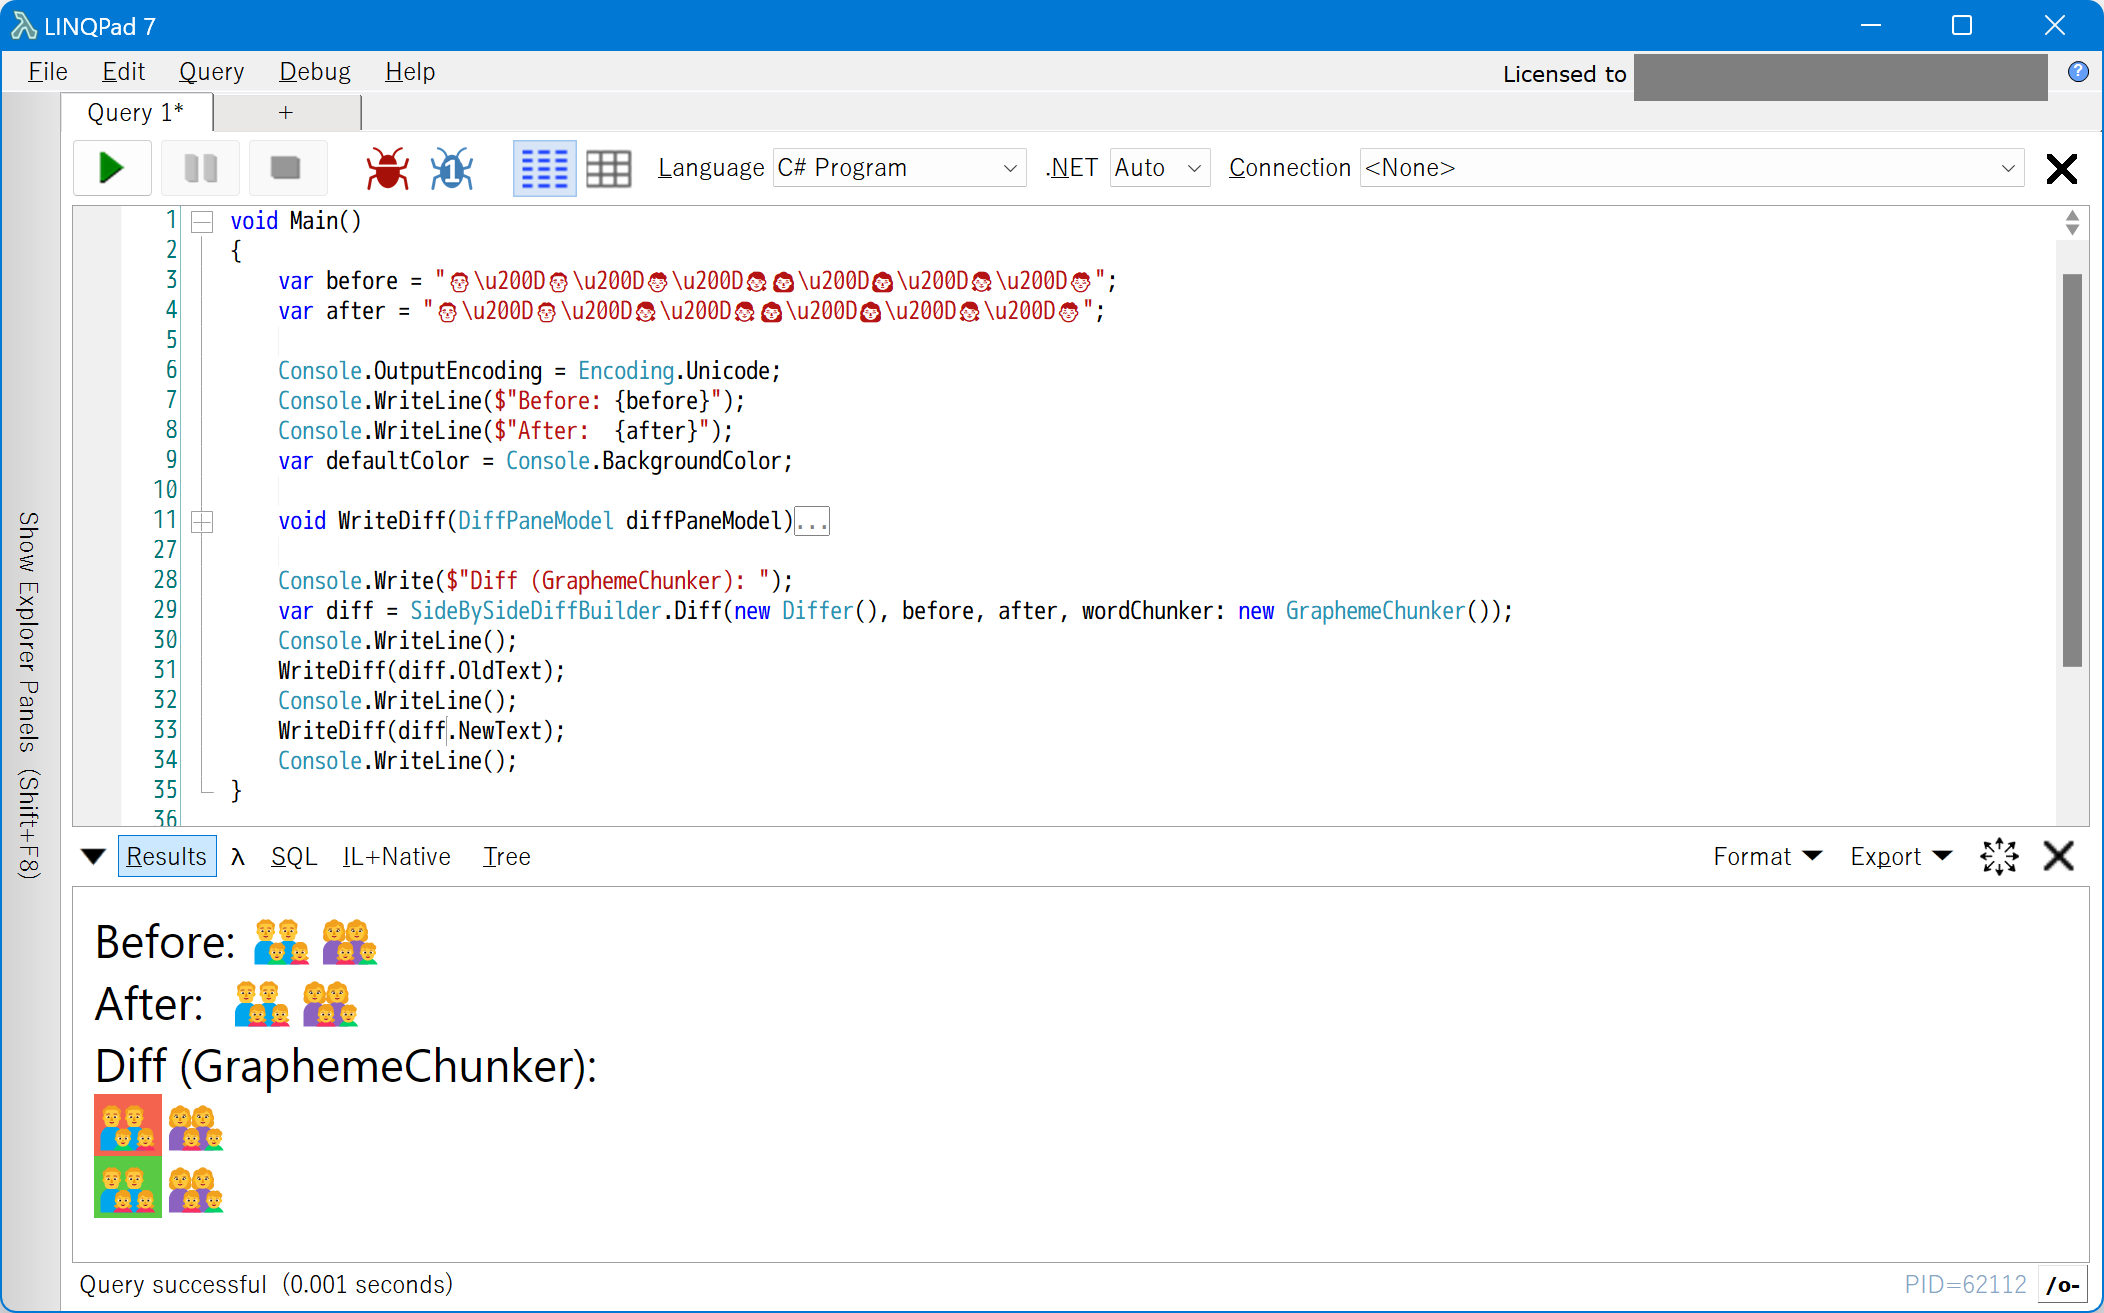 LINQPad 7
File Edit Query Debug Help
Licensed to
?
Query 1* +
1 Language C# Program .NET Auto Connection <None>
Show Explorer Panels (Shift+F8)
1 void Main()
2 {
3 var before = "👨\u200D👨\u200D👦\u200D👧👩\u200D👩\u200D👧\u200D👦";
4 var after = "👨\u200D👨\u200D👧\u200D👧👩\u200D👩\u200D👧\u200D👦";
5
6 Console.OutputEncoding = Encoding.Unicode;
7 Console.WriteLine($"Before: {before}");
8 Console.WriteLine($"After:  {after}");
9 var defaultColor = Console.BackgroundColor;
10
11 void WriteDiff(DiffPaneModel diffPaneModel)...
27
28 Console.Write($"Diff (GraphemeChunker): ");
29 var diff = SideBySideDiffBuilder.Diff(new Differ(), before, after, wordChunker: new GraphemeChunker());
30 Console.WriteLine();
31 WriteDiff(diff.OldText);
32 Console.WriteLine();
33 WriteDiff(diff.NewText);
34 Console.WriteLine();
35 }
36
Results λ SQL IL+Native Tree Format Export
Before: 👨‍👨‍👦‍👧👩‍👩‍👧‍👦
After: 👨‍👨‍👧‍👧👩‍👩‍👧‍👦
Diff (GraphemeChunker):
👨‍👨‍👦‍👧👩‍👩‍👧‍👦
👨‍👨‍👧‍👧👩‍👩‍👧‍👦
Query successful (0.001 seconds) PID=62112 /o-